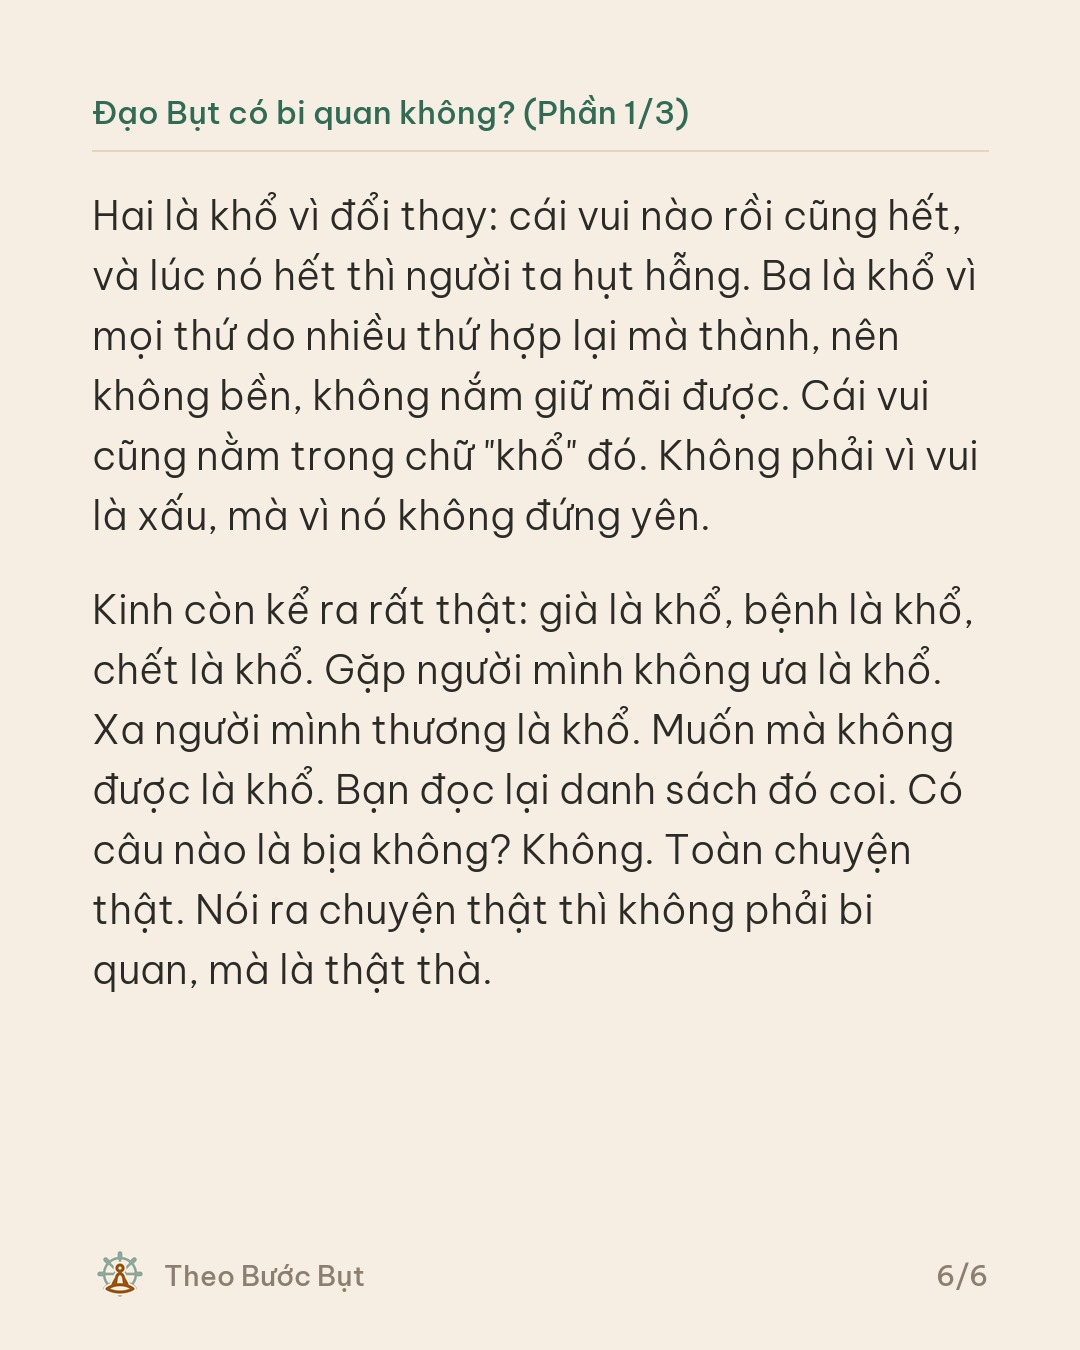 Đạo Bụt có bi quan không? (Phần 1/3)
Hai là khổ vì đổi thay: cái vui nào rồi cũng hết,
và lúc nó hết thì người ta hụt hẫng. Ba là khổ vì
mọi thứ do nhiều thứ hợp lại mà thành, nên
không bền, không nắm giữ mãi được. Cái vui
cũng nằm trong chữ "khổ" đó. Không phải vì vui
là xấu, mà vì nó không đứng yên.
Kinh còn kể ra rất thật: già là khổ, bệnh là khổ,
chết là khổ. Gặp người mình không ưa là khổ.
Xa người mình thương là khổ. Muốn mà không
được là khổ. Bạn đọc lại danh sách đó coi. Có
câu nào là bịa không? Không. Toàn chuyện
thật. Nói ra chuyện thật thì không phải bi
quan, mà là thật thà.
Theo Bước Bụt
6/6